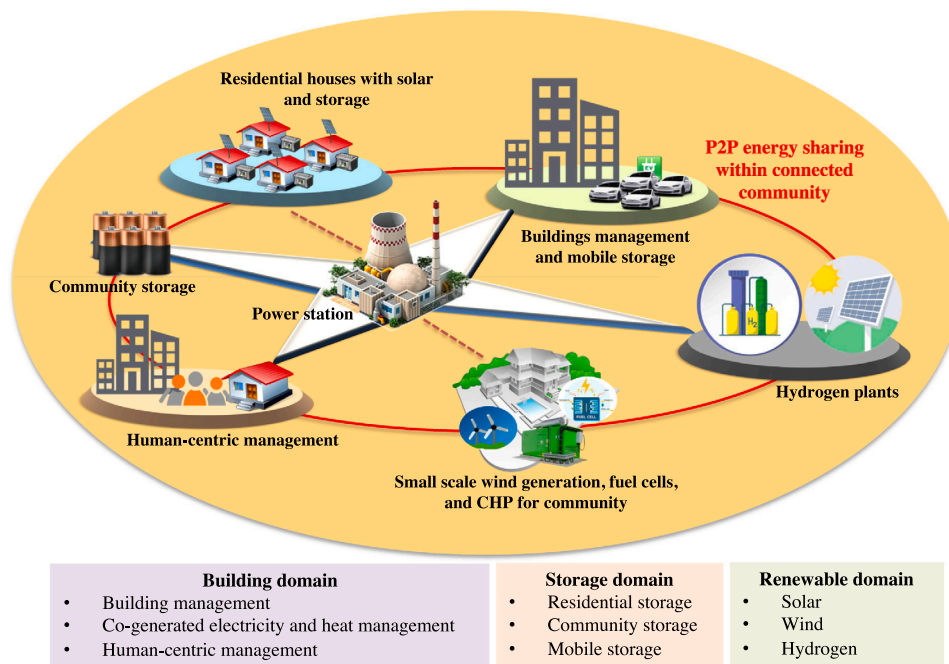 Residential houses with solar
and storage
P2P energy sharing
within connected
community
Buildings management
and mobile storage
Community storage
Power station
H2
Hydrogen plants
Human-centric management
FUEL CELL
Small scale wind generation, fuel cells,
and CHP for community
Building domain
• Building management
• Co-generated electricity and heat management
• Human-centric management
Storage domain
• Residential storage
• Community storage
• Mobile storage
Renewable domain
• Solar
• Wind
• Hydrogen